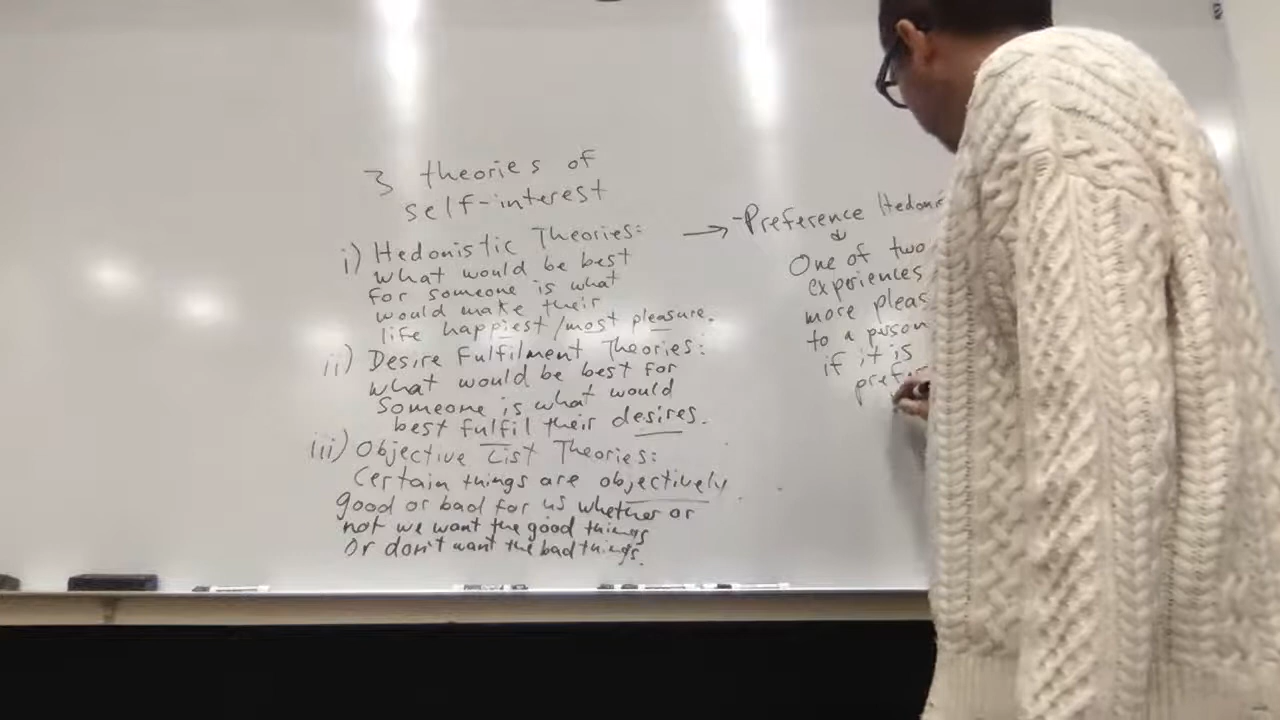 3 theories of
self-interest
i) Hedonistic Theories:
what would be best
for someone is what
would make their
life happiest/most pleasure.
ii) Desire Fulfilment Theories:
what would be best for
someone is what would
best fulfil their desires.
iii) Objective List Theories:
Certain things are objectively
good or bad for us whether or
not we want the good things
or don't want the bad things.
→ -Preference Hedoni
One of two
experiences
more pleas
to a person
if it is
prefe